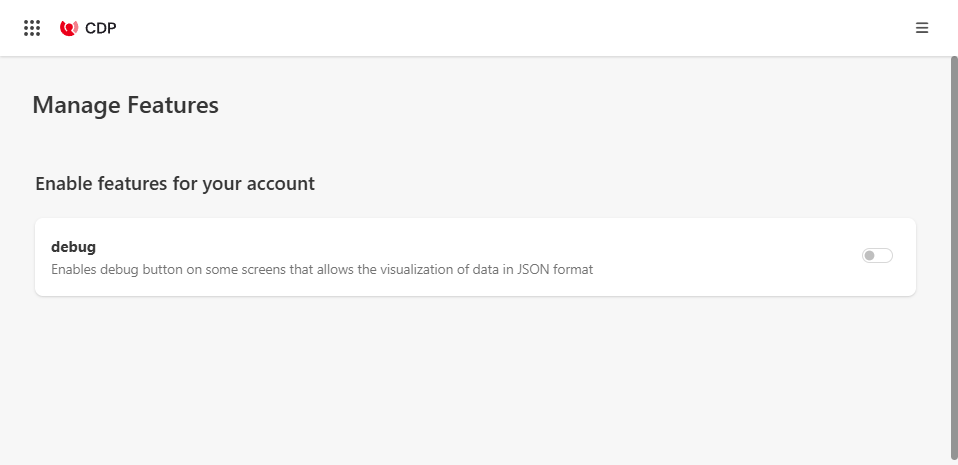 CDP
Manage Features
Enable features for your account
debug
Enables debug button on some screens that allows the visualization of data in JSON format